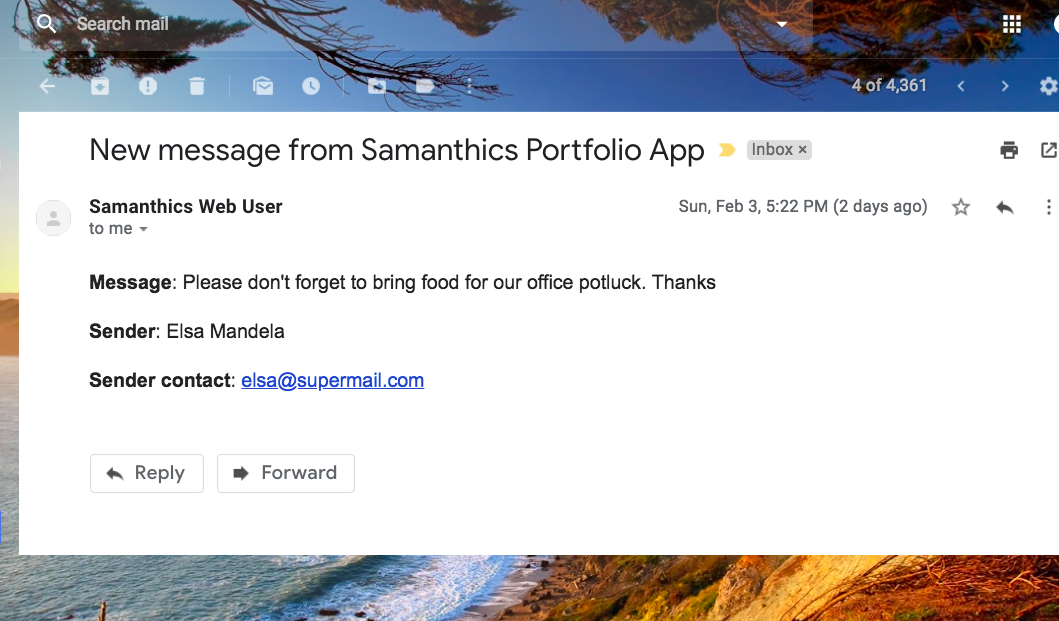 Search mail
4 of 4,361
New message from Samanthics Portfolio App Inbox ×
Samanthics Web User Sun, Feb 3, 5:22 PM (2 days ago)
to me
Message: Please don't forget to bring food for our office potluck. Thanks
Sender: Elsa Mandela
Sender contact: elsa@supermail.com
Reply Forward